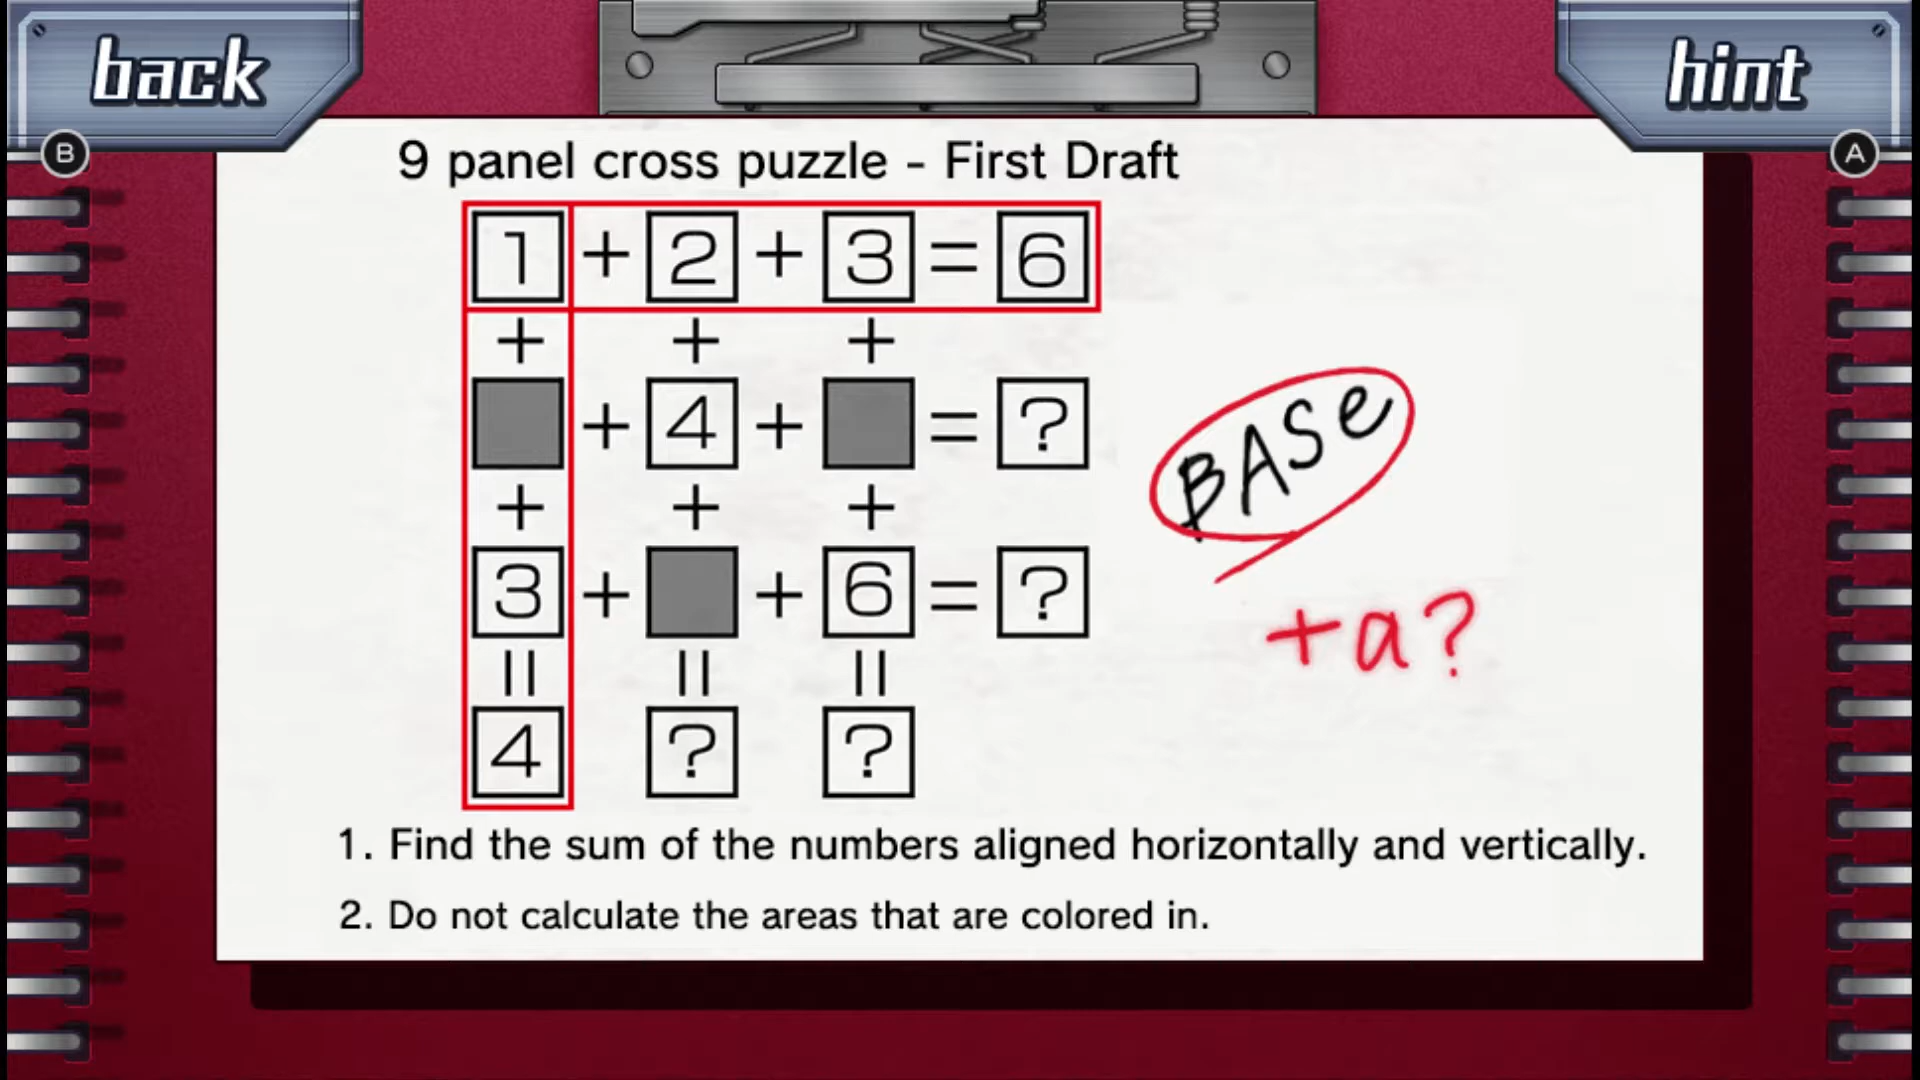 back
hint
B
A
9 panel cross puzzle - First Draft
1 + 2 + 3 = 6
+ + +
+ 4 + = ?
+ + +
3 + + 6 = ?
= = =
4 ? ?
BASe
+a?
1. Find the sum of the numbers aligned horizontally and vertically.
2. Do not calculate the areas that are colored in.